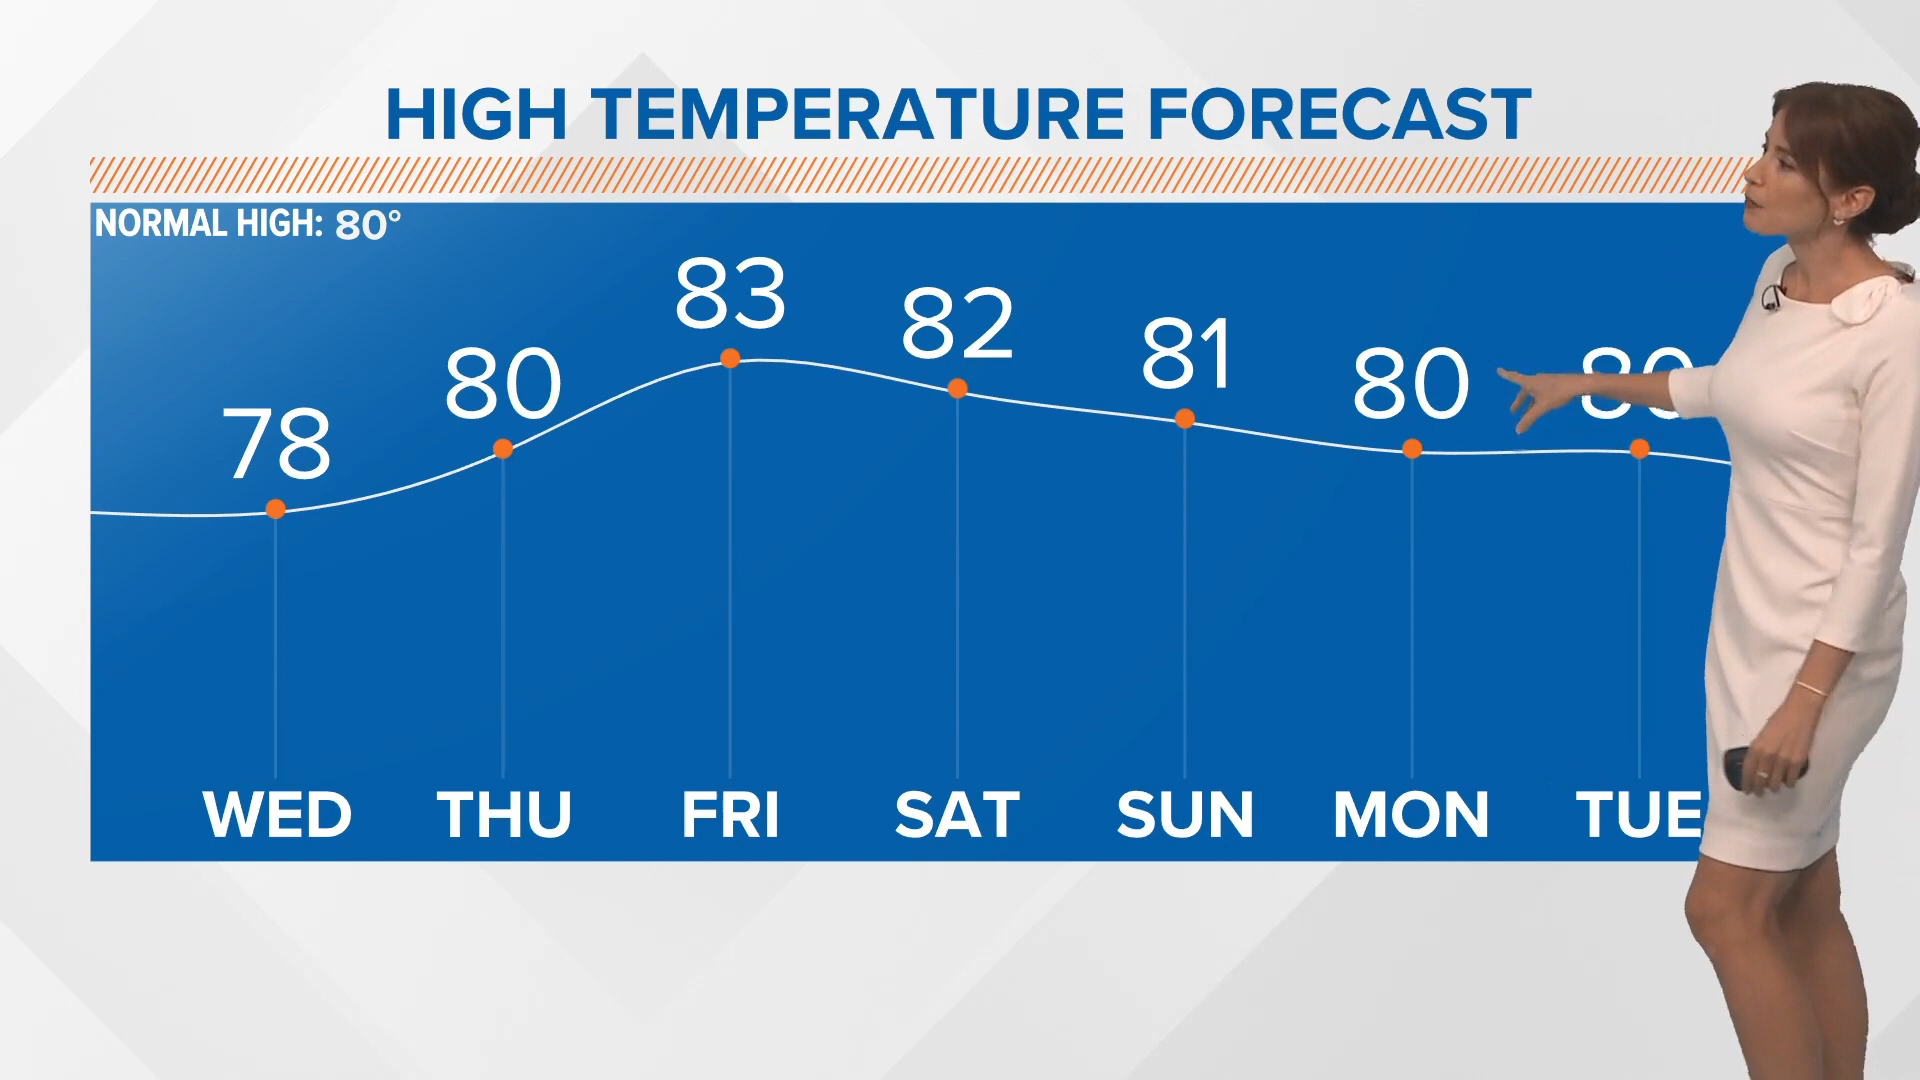 HIGH TEMPERATURE FORECAST
NORMAL HIGH: 80°
78 80 83 82 81 80 80
WED THU FRI SAT SUN MON TUE